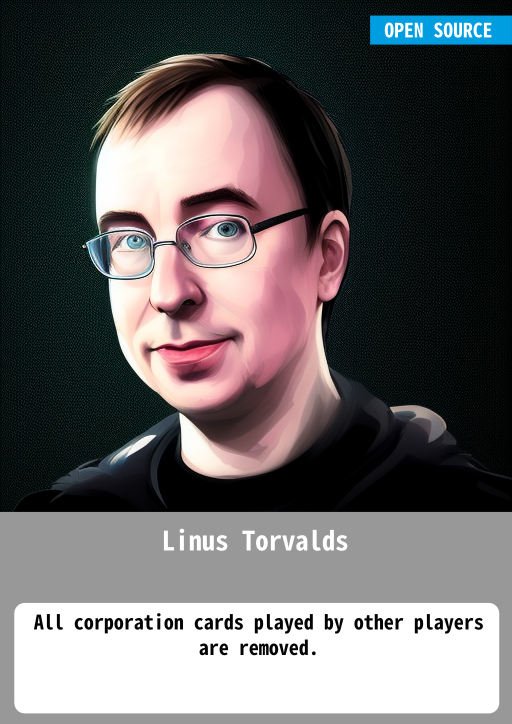 OPEN SOURCE
Linus Torvalds
All corporation cards played by other players
are removed.